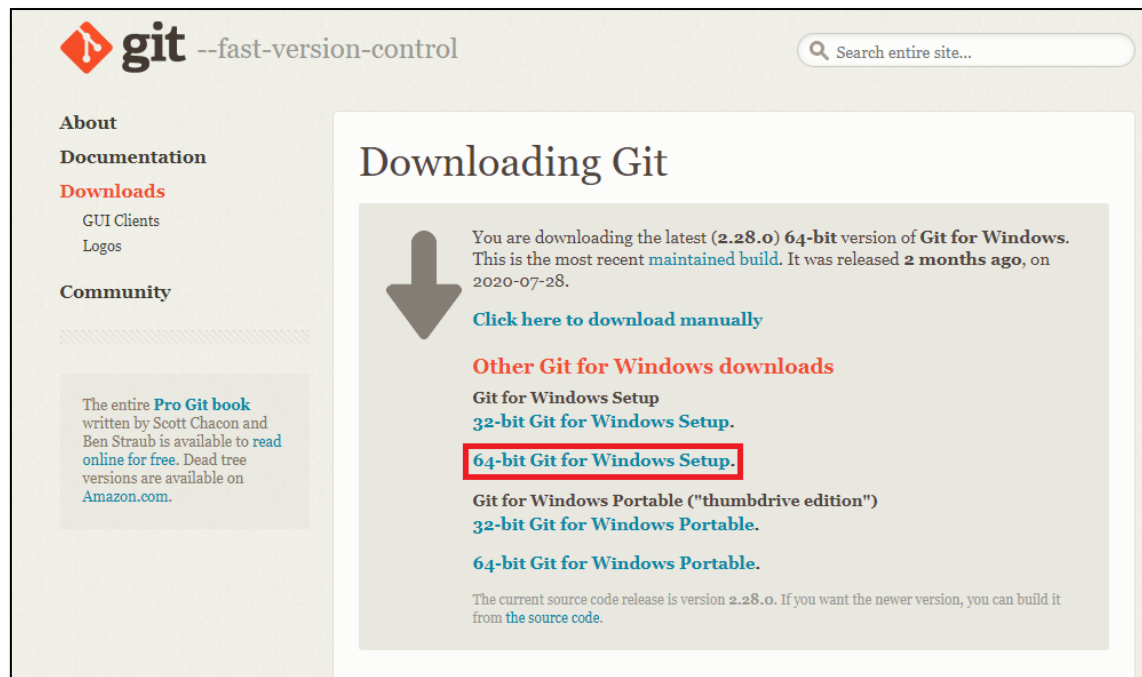 git --fast-version-control
Search entire site...
About
Documentation
Downloads
GUI Clients
Logos
Community
The entire Pro Git book
written by Scott Chacon and
Ben Straub is available to read
online for free. Dead tree
versions are available on
Amazon.com.
Downloading Git
You are downloading the latest (2.28.0) 64-bit version of Git for Windows.
This is the most recent maintained build. It was released 2 months ago, on
2020-07-28.
Click here to download manually
Other Git for Windows downloads
Git for Windows Setup
32-bit Git for Windows Setup.
64-bit Git for Windows Setup.
Git for Windows Portable ("thumbdrive edition")
32-bit Git for Windows Portable.
64-bit Git for Windows Portable.
The current source code release is version 2.28.0. If you want the newer version, you can build it
from the source code.